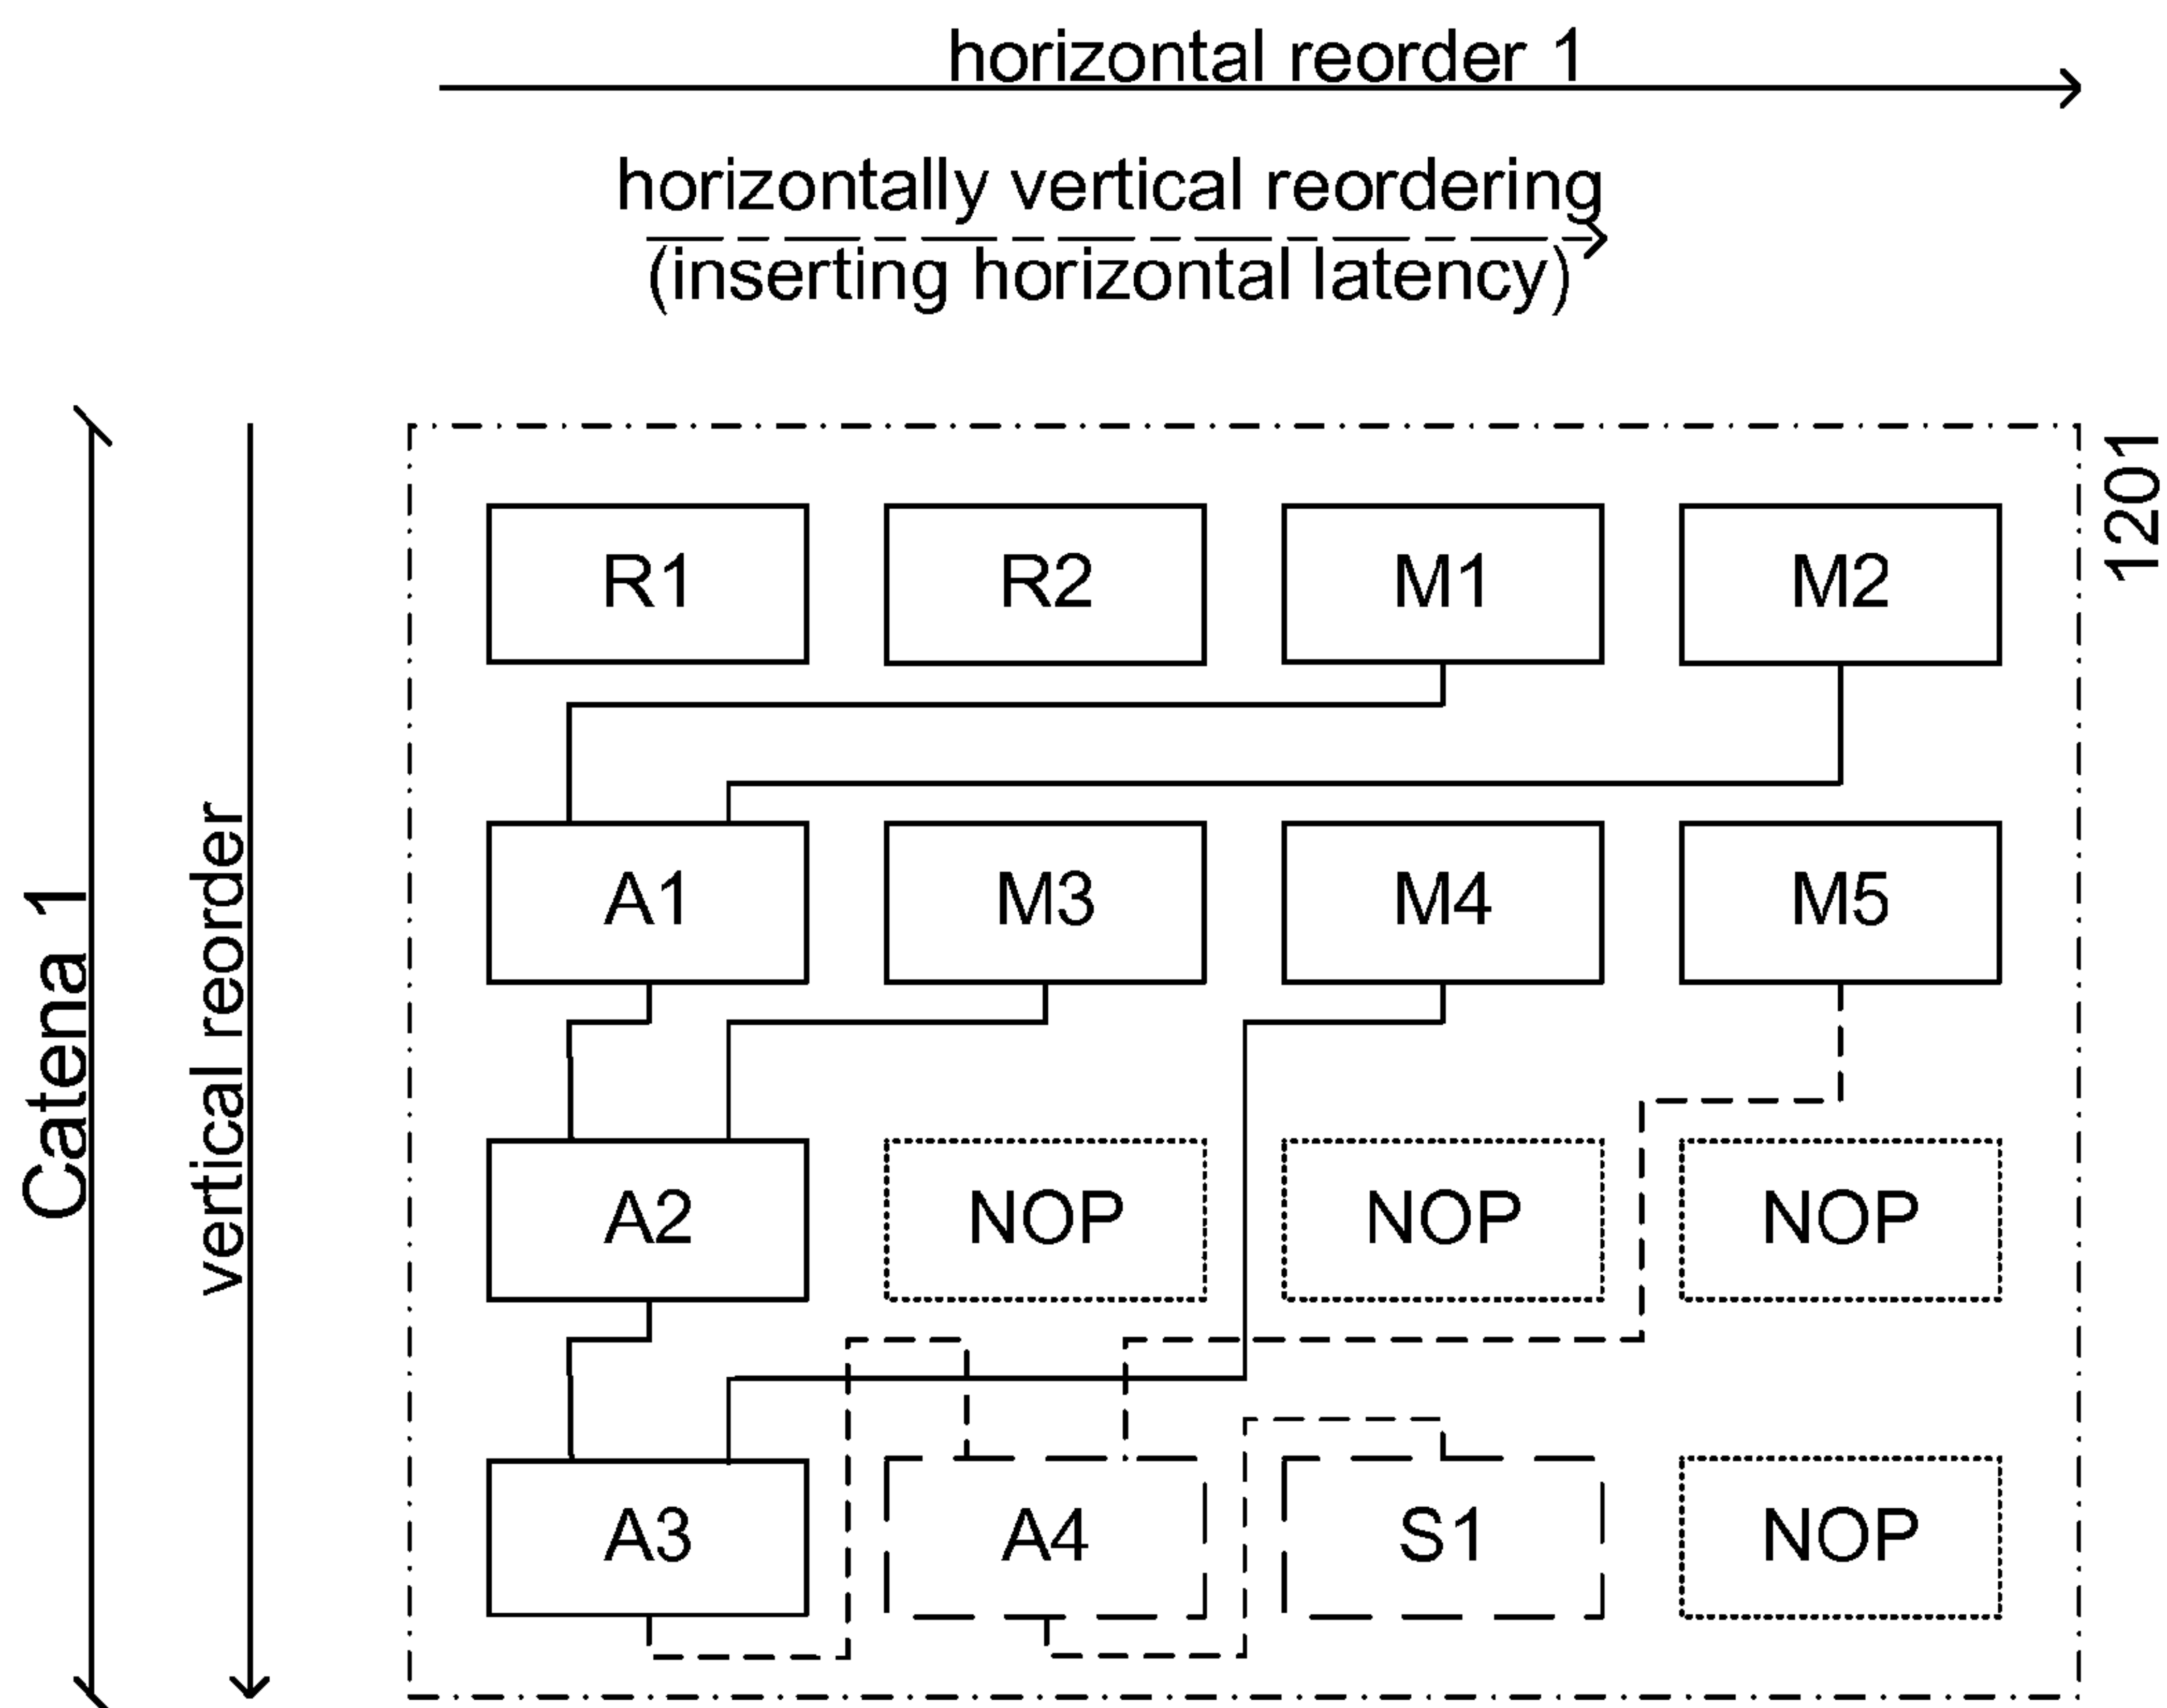 horizontal reorder 1
horizontally vertical reordering
(inserting horizontal latency)
Catena 1
vertical reorder
1201
R1 R2 M1 M2
A1 M3 M4 M5
A2 NOP NOP NOP
A3 A4 S1 NOP